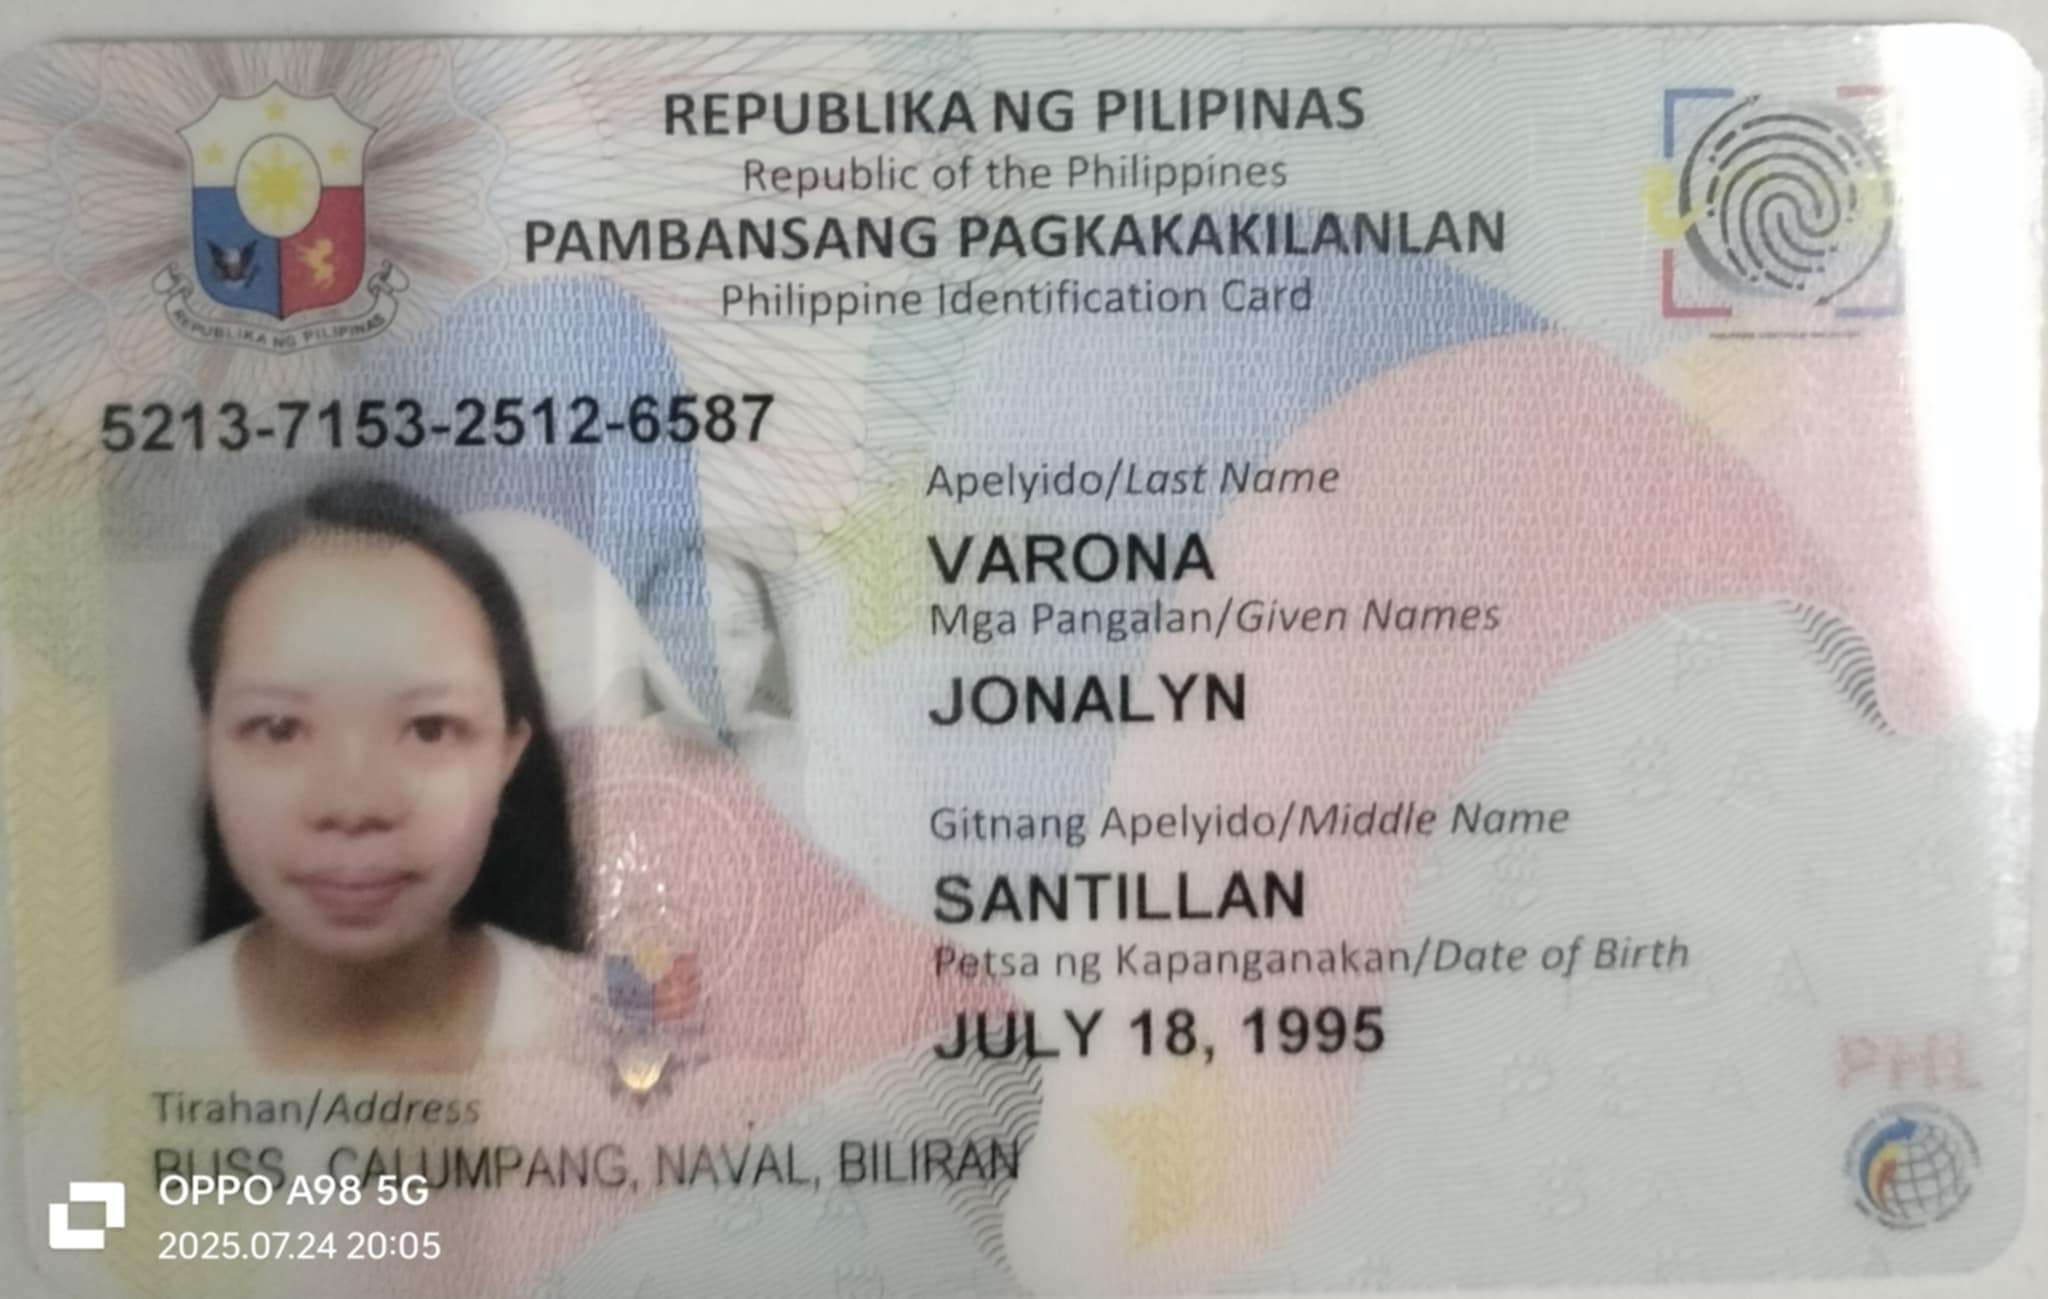 REPUBLIKA NG PILIPINAS
Republic of the Philippines
PAMBANSANG PAGKAKAKILANLAN
Philippine Identification Card
REPUBLIKA NG PILIPINAS
5213-7153-2512-6587
Apelyido/Last Name
VARONA
Mga Pangalan/Given Names
JONALYN
Gitnang Apelyido/Middle Name
SANTILLAN
Petsa ng Kapanganakan/Date of Birth
JULY 18, 1995
Tirahan/Address
BLISS, CALUMPANG, NAVAL, BILIRAN
PHL
OPPO A98 5G
2025.07.24 20:05